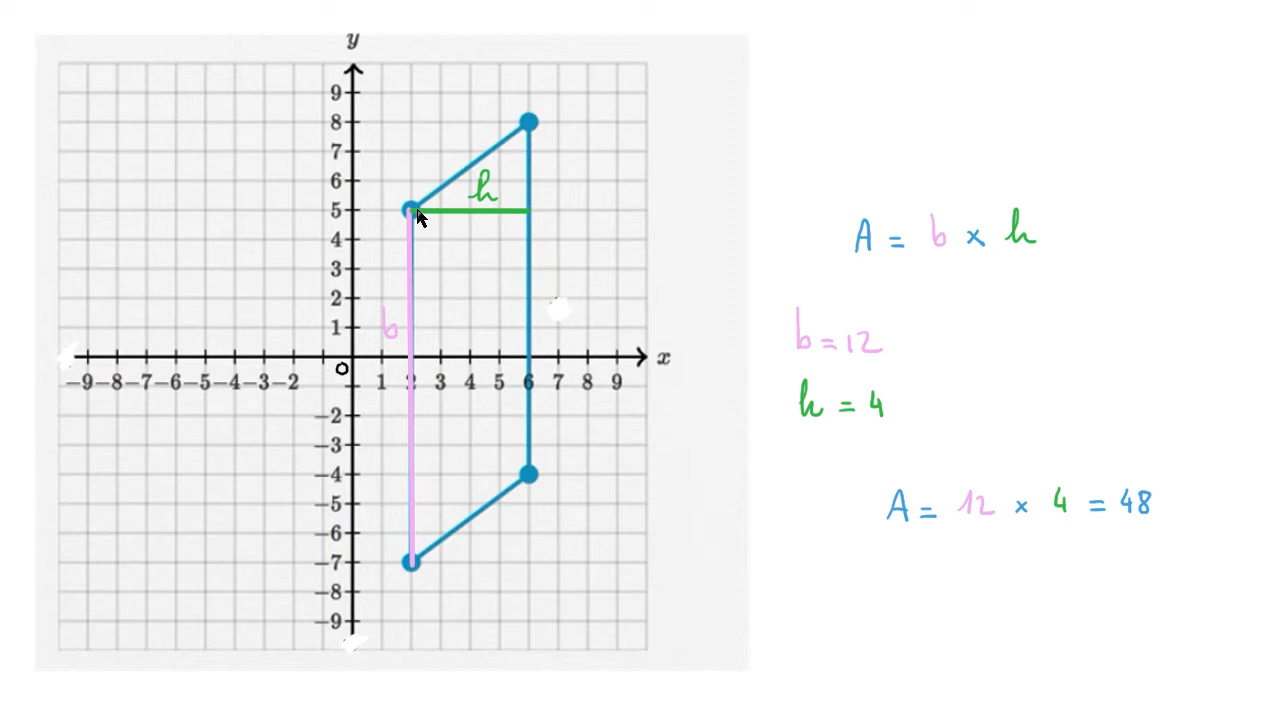 y
9
8
7
6
h
5
4
3
2
1
b
O
x
−9 −8 −7 −6 −5 −4 −3 −2 1 2 3 4 5 6 7 8 9
−2
−3
−4
−5
−6
−7
−8
−9
A = b × h
b = 12
h = 4
A = 12 × 4 = 48